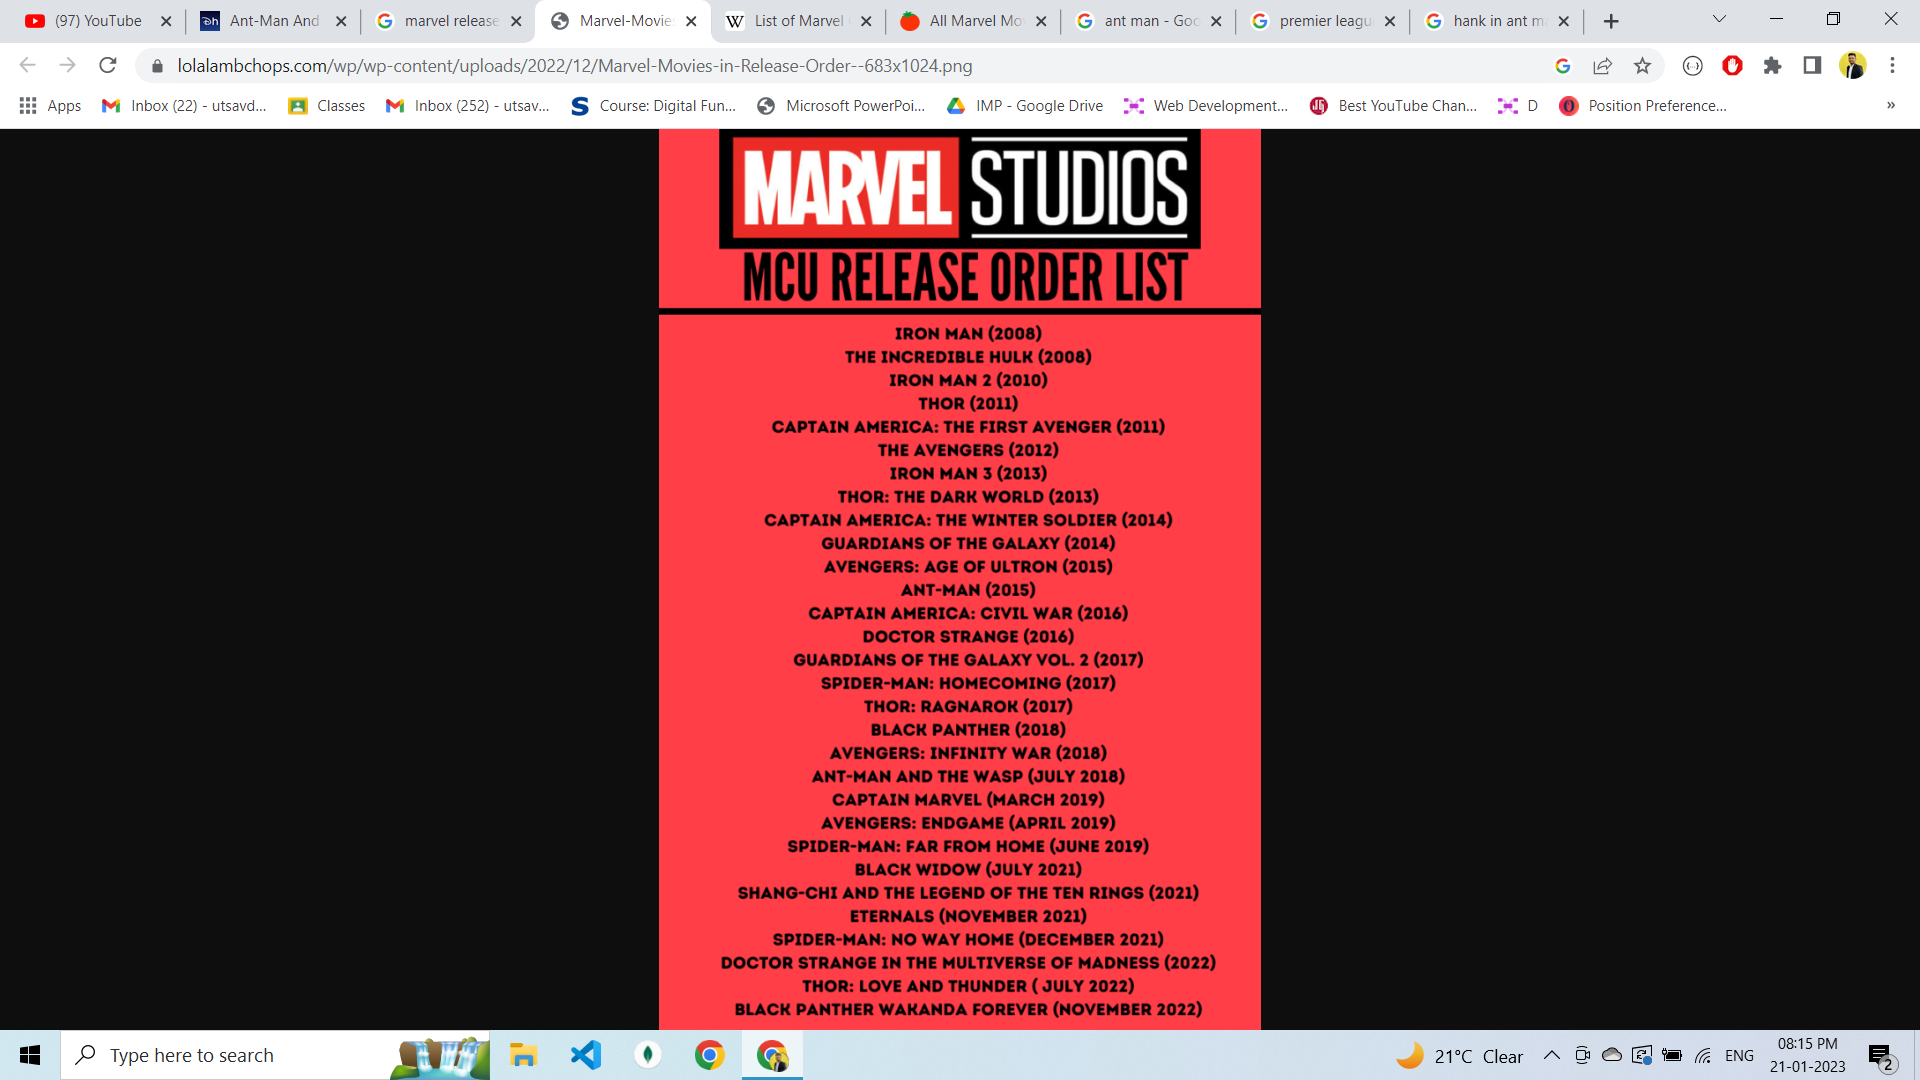 (97) YouTube
Ant-Man And
marvel release
Marvel-Movie
List of Marvel
All Marvel Mo
ant man - Goo
premier leagu
hank in ant m
lolalambchops.com/wp/wp-content/uploads/2022/12/Marvel-Movies-in-Release-Order--683x1024.png
Apps
Inbox (22) - utsavd...
Classes
Inbox (252) - utsav...
Course: Digital Fun...
Microsoft PowerPoi...
IMP - Google Drive
Web Development...
Best YouTube Chan...
D
Position Preference...
»
MARVEL STUDIOS
MCU RELEASE ORDER LIST
IRON MAN (2008)
THE INCREDIBLE HULK (2008)
IRON MAN 2 (2010)
THOR (2011)
CAPTAIN AMERICA: THE FIRST AVENGER (2011)
THE AVENGERS (2012)
IRON MAN 3 (2013)
THOR: THE DARK WORLD (2013)
CAPTAIN AMERICA: THE WINTER SOLDIER (2014)
GUARDIANS OF THE GALAXY (2014)
AVENGERS: AGE OF ULTRON (2015)
ANT-MAN (2015)
CAPTAIN AMERICA: CIVIL WAR (2016)
DOCTOR STRANGE (2016)
GUARDIANS OF THE GALAXY VOL. 2 (2017)
SPIDER-MAN: HOMECOMING (2017)
THOR: RAGNAROK (2017)
BLACK PANTHER (2018)
AVENGERS: INFINITY WAR (2018)
ANT-MAN AND THE WASP (JULY 2018)
CAPTAIN MARVEL (MARCH 2019)
AVENGERS: ENDGAME (APRIL 2019)
SPIDER-MAN: FAR FROM HOME (JUNE 2019)
BLACK WIDOW (JULY 2021)
SHANG-CHI AND THE LEGEND OF THE TEN RINGS (2021)
ETERNALS (NOVEMBER 2021)
SPIDER-MAN: NO WAY HOME (DECEMBER 2021)
DOCTOR STRANGE IN THE MULTIVERSE OF MADNESS (2022)
THOR: LOVE AND THUNDER ( JULY 2022)
BLACK PANTHER WAKANDA FOREVER (NOVEMBER 2022)
Type here to search
21°C Clear
ENG
08:15 PM
21-01-2023
2